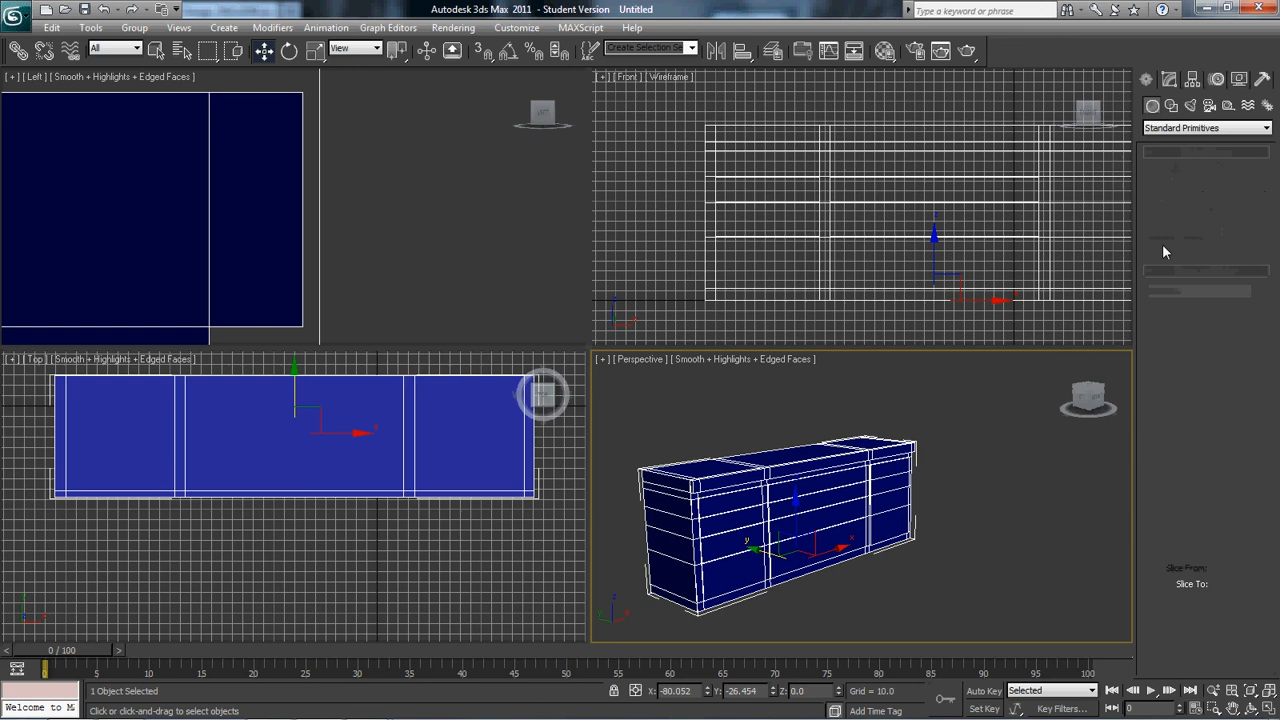 Autodesk 3ds Max 2011 - Student Version Untitled
Type a keyword or phrase
Edit Tools Group Views Create Modifiers Animation Graph Editors Rendering Customize MAXScript Help
All View Create Selection Se
[ + ] [ Left ] [ Smooth + Highlights + Edged Faces ]
[ + ] [ Front ] [ Wireframe ]
Standard Primitives
[ + ] [ Top ] [ Smooth + Highlights + Edged Faces ]
[ + ] [ Perspective ] [ Smooth + Highlights + Edged Faces ]
Slice From:
Slice To:
0 / 100
0 5 10 15 20 25 30 35 40 45 50 55 60 65 70 75 80 85 90 95 100
1 Object Selected X: -80.052 Y: -26.454 Z: 0.0 Grid = 10.0 Auto Key Selected
Welcome to M Click or click-and-drag to select objects Add Time Tag Set Key Key Filters... 0